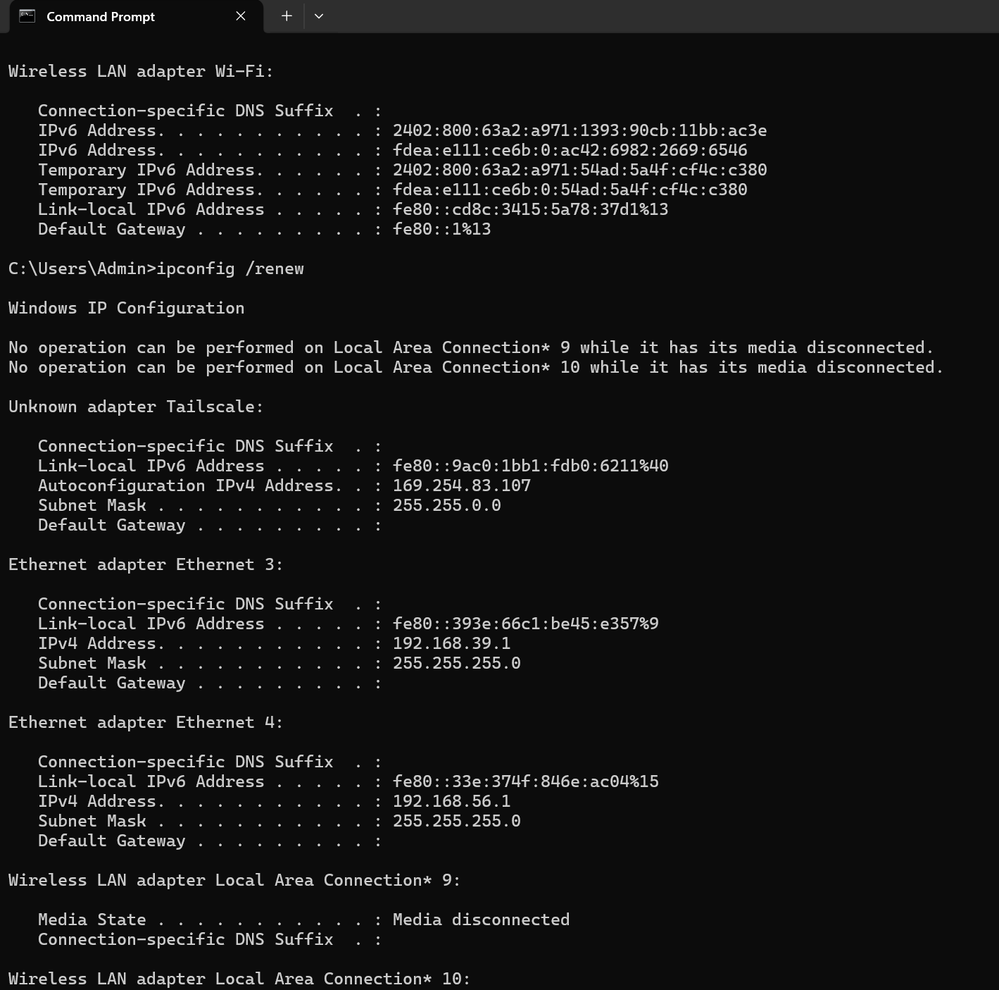 Command Prompt
Wireless LAN adapter Wi-Fi:
Connection-specific DNS Suffix  . :
IPv6 Address. . . . . . . . . . . : 2402:800:63a2:a971:1393:90cb:11bb:ac3e
IPv6 Address. . . . . . . . . . . : fdea:e111:ce6b:0:ac42:6982:2669:6546
Temporary IPv6 Address. . . . . . : 2402:800:63a2:a971:54ad:5a4f:cf4c:c380
Temporary IPv6 Address. . . . . . : fdea:e111:ce6b:0:54ad:5a4f:cf4c:c380
Link-local IPv6 Address . . . . . : fe80::cd8c:3415:5a78:37d1%13
Default Gateway . . . . . . . . . : fe80::1%13
C:\Users\Admin>ipconfig /renew
Windows IP Configuration
No operation can be performed on Local Area Connection* 9 while it has its media disconnected.
No operation can be performed on Local Area Connection* 10 while it has its media disconnected.
Unknown adapter Tailscale:
Connection-specific DNS Suffix  . :
Link-local IPv6 Address . . . . . : fe80::9ac0:1bb1:fdb0:6211%40
Autoconfiguration IPv4 Address. . : 169.254.83.107
Subnet Mask . . . . . . . . . . . : 255.255.0.0
Default Gateway . . . . . . . . . :
Ethernet adapter Ethernet 3:
Connection-specific DNS Suffix  . :
Link-local IPv6 Address . . . . . : fe80::393e:66c1:be45:e357%9
IPv4 Address. . . . . . . . . . . : 192.168.39.1
Subnet Mask . . . . . . . . . . . : 255.255.255.0
Default Gateway . . . . . . . . . :
Ethernet adapter Ethernet 4:
Connection-specific DNS Suffix  . :
Link-local IPv6 Address . . . . . : fe80::33e:374f:846e:ac04%15
IPv4 Address. . . . . . . . . . . : 192.168.56.1
Subnet Mask . . . . . . . . . . . : 255.255.255.0
Default Gateway . . . . . . . . . :
Wireless LAN adapter Local Area Connection* 9:
Media State . . . . . . . . . . . : Media disconnected
Connection-specific DNS Suffix  . :
Wireless LAN adapter Local Area Connection* 10: